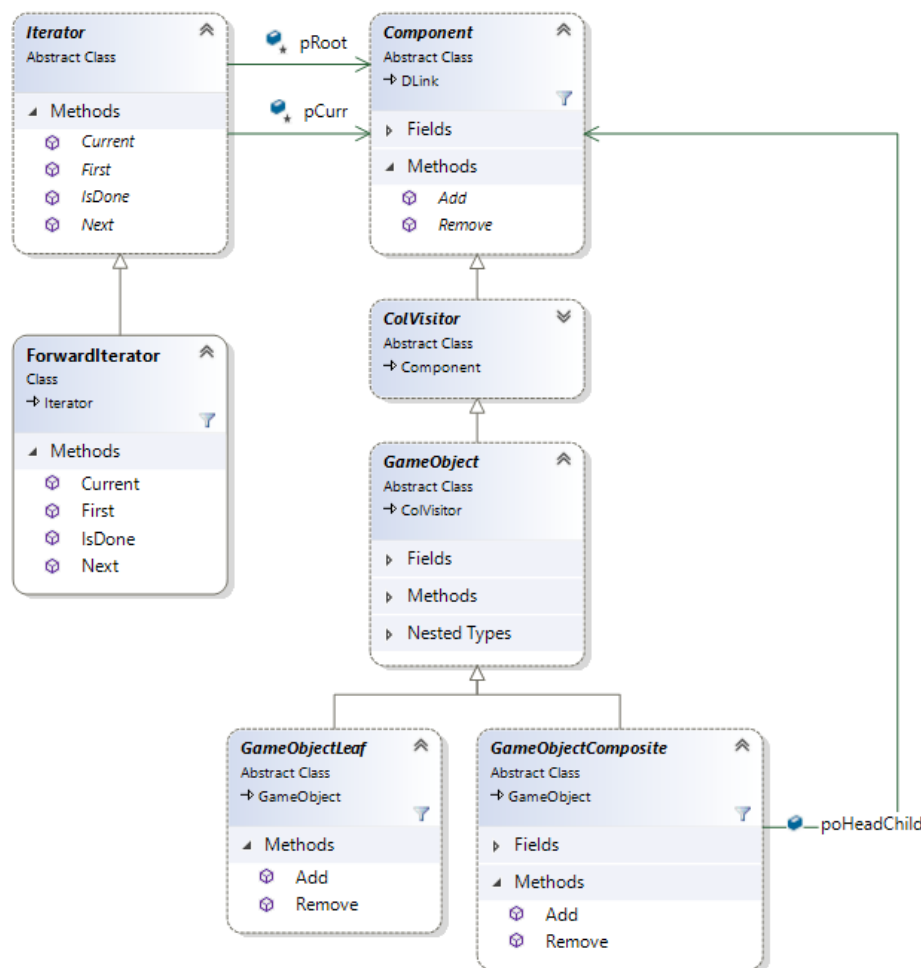 Iterator
Abstract Class
Methods
Current
First
IsDone
Next
pRoot
pCurr
Component
Abstract Class
DLink
Fields
Methods
Add
Remove
ForwardIterator
Class
Iterator
Methods
Current
First
IsDone
Next
ColVisitor
Abstract Class
Component
GameObject
Abstract Class
ColVisitor
Fields
Methods
Nested Types
GameObjectLeaf
Abstract Class
GameObject
Methods
Add
Remove
GameObjectComposite
Abstract Class
GameObject
Fields
Methods
Add
Remove
poHeadChild